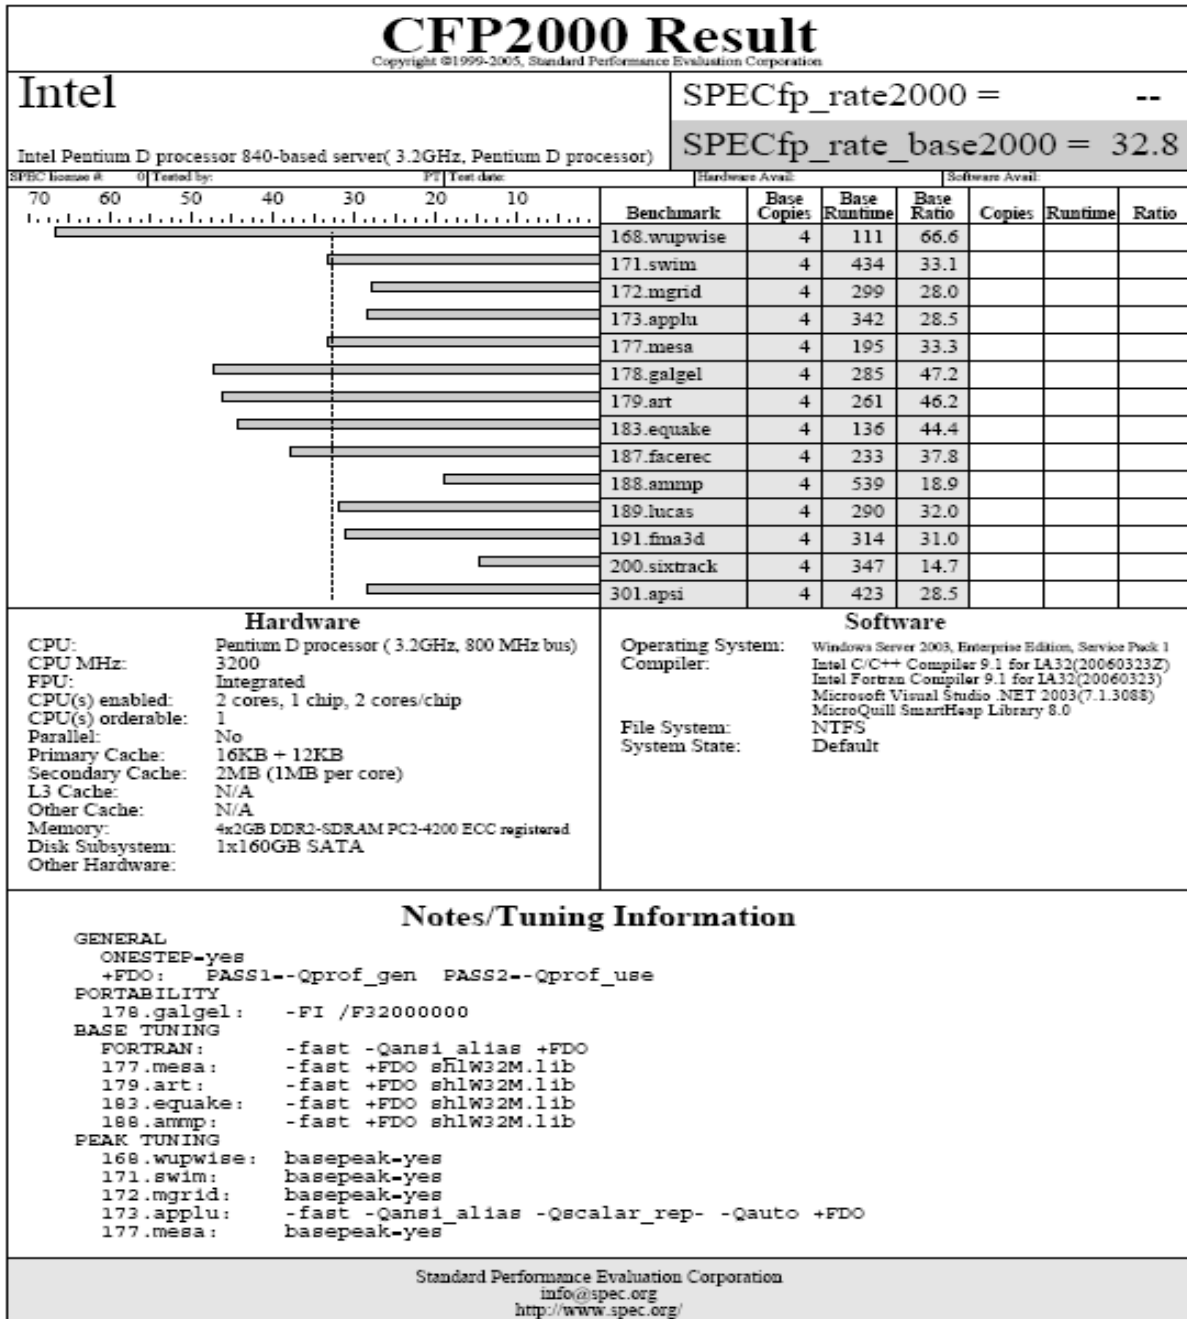 CFP2000 Result
Copyright ©1999-2005, Standard Performance Evaluation Corporation
Intel
Intel Pentium D processor 840-based server( 3.2GHz, Pentium D processor)
SPECfp_rate2000 = --
SPECfp_rate_base2000 = 32.8
SPEC license #: 0 Tested by: PT Test date: Hardware Avail: Software Avail:
70 60 50 40 30 20 10
Benchmark Base Copies Base Runtime Base Ratio Copies Runtime Ratio
168.wupwise 4 111 66.6
171.swim 4 434 33.1
172.mgrid 4 299 28.0
173.applu 4 342 28.5
177.mesa 4 195 33.3
178.galgel 4 285 47.2
179.art 4 261 46.2
183.equake 4 136 44.4
187.facerec 4 233 37.8
188.ammp 4 539 18.9
189.lucas 4 290 32.0
191.fma3d 4 314 31.0
200.sixtrack 4 347 14.7
301.apsi 4 423 28.5
Hardware
CPU: Pentium D processor ( 3.2GHz, 800 MHz bus)
CPU MHz: 3200
FPU: Integrated
CPU(s) enabled: 2 cores, 1 chip, 2 cores/chip
CPU(s) orderable: 1
Parallel: No
Primary Cache: 16KB + 12KB
Secondary Cache: 2MB (1MB per core)
L3 Cache: N/A
Other Cache: N/A
Memory: 4x2GB DDR2-SDRAM PC2-4200 ECC registered
Disk Subsystem: 1x160GB SATA
Other Hardware:
Software
Operating System: Windows Server 2003, Enterprise Edition, Service Pack 1
Compiler: Intel C/C++ Compiler 9.1 for IA32(20060323Z)
Intel Fortran Compiler 9.1 for IA32(20060323)
Microsoft Visual Studio .NET 2003(7.1.3088)
MicroQuill SmartHeap Library 8.0
File System: NTFS
System State: Default
Notes/Tuning Information
GENERAL
ONESTEP=yes
+FDO: PASS1=-Qprof_gen PASS2=-Qprof_use
PORTABILITY
178.galgel: -FI /F32000000
BASE TUNING
FORTRAN: -fast -Qansi_alias +FDO
177.mesa: -fast +FDO shlW32M.lib
179.art: -fast +FDO shlW32M.lib
183.equake: -fast +FDO shlW32M.lib
188.ammp: -fast +FDO shlW32M.lib
PEAK TUNING
168.wupwise: basepeak=yes
171.swim: basepeak=yes
172.mgrid: basepeak=yes
173.applu: -fast -Qansi_alias -Qscalar_rep- -Qauto +FDO
177.mesa: basepeak=yes
Standard Performance Evaluation Corporation
info@spec.org
http://www.spec.org/